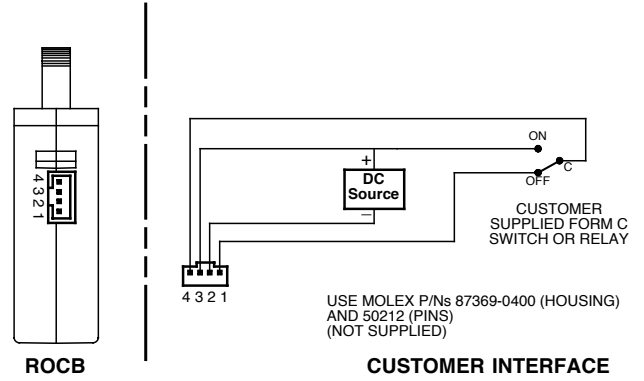 4 3 2 1
ROCB
ON
+
DC
Source
–
C
OFF
CUSTOMER
SUPPLIED FORM C
SWITCH OR RELAY
4 3 2 1
USE MOLEX P/Ns 87369-0400 (HOUSING)
AND 50212 (PINS)
(NOT SUPPLIED)
CUSTOMER INTERFACE